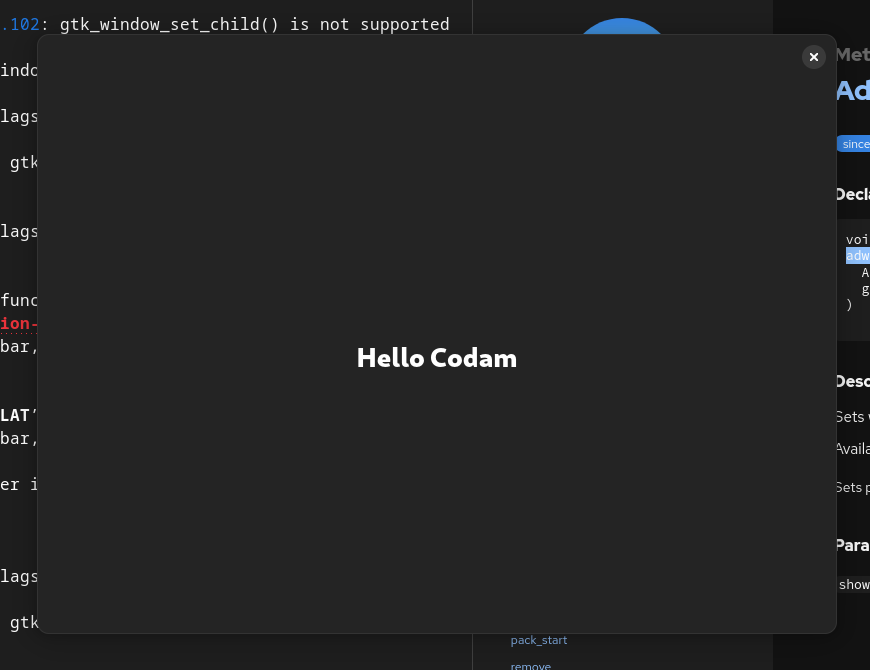 .102: gtk_window_set_child() is not supported
indo
lags
gtk
lags
func
ion-
bar,
LAT’
bar,
er i
lags
gtk
Hello Codam
pack_start
remove
Met
Ad
since
Decla
voi
adw
A
g
)
Desc
Sets
Availa
Sets p
Para
show